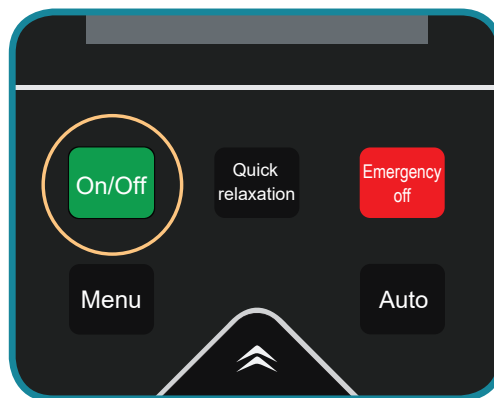 On/Off
Quick
relaxation
Emergency
off
Menu
Auto